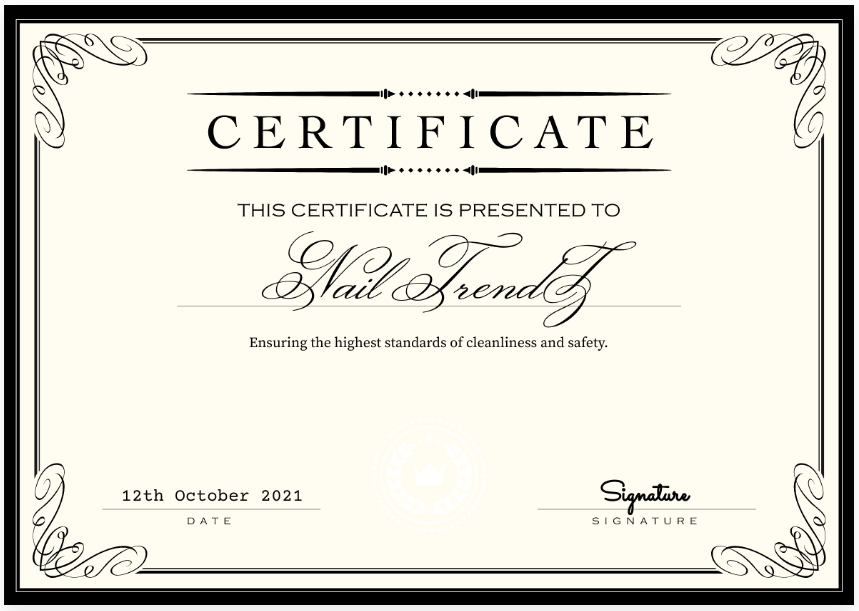 CERTIFICATE
THIS CERTIFICATE IS PRESENTED TO
Nail TrendZ
Ensuring the highest standards of cleanliness and safety.
12th October 2021
DATE
Signature
SIGNATURE